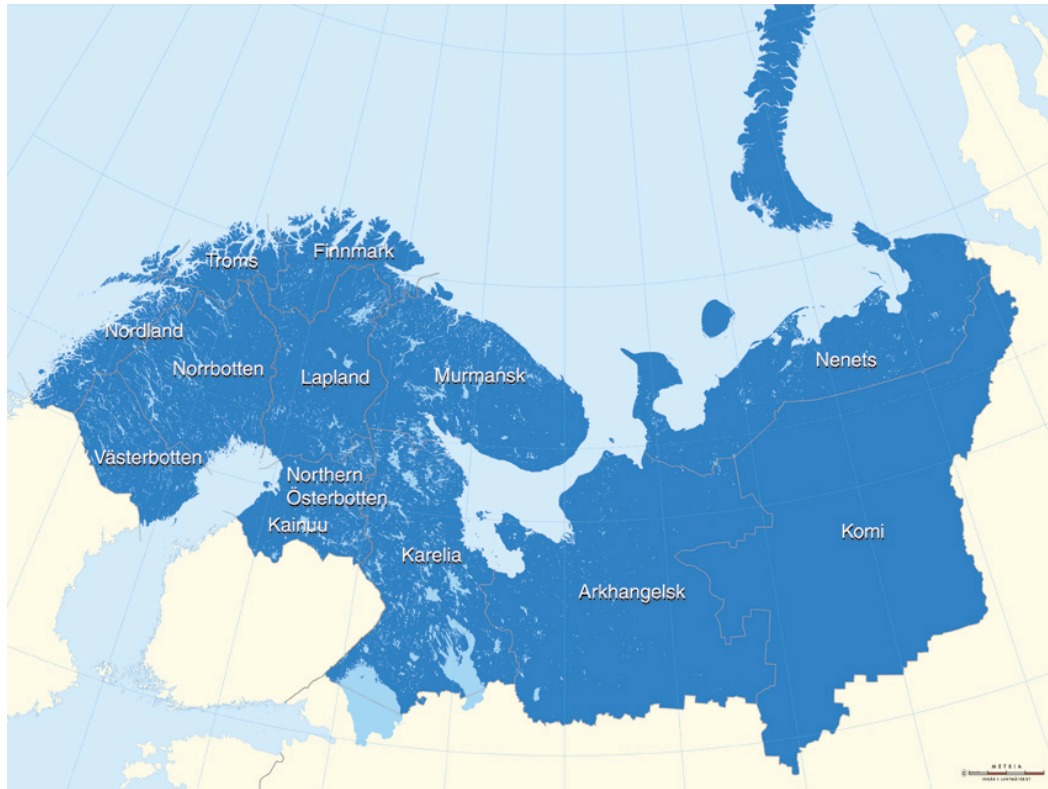 Finnmark
Troms
Nordland
Norrbotten
Lapland
Murmansk
Nenets
Västerbotten
Northern
Österbotten
Kainuu
Karelia
Komi
Arkhangelsk
METRIA